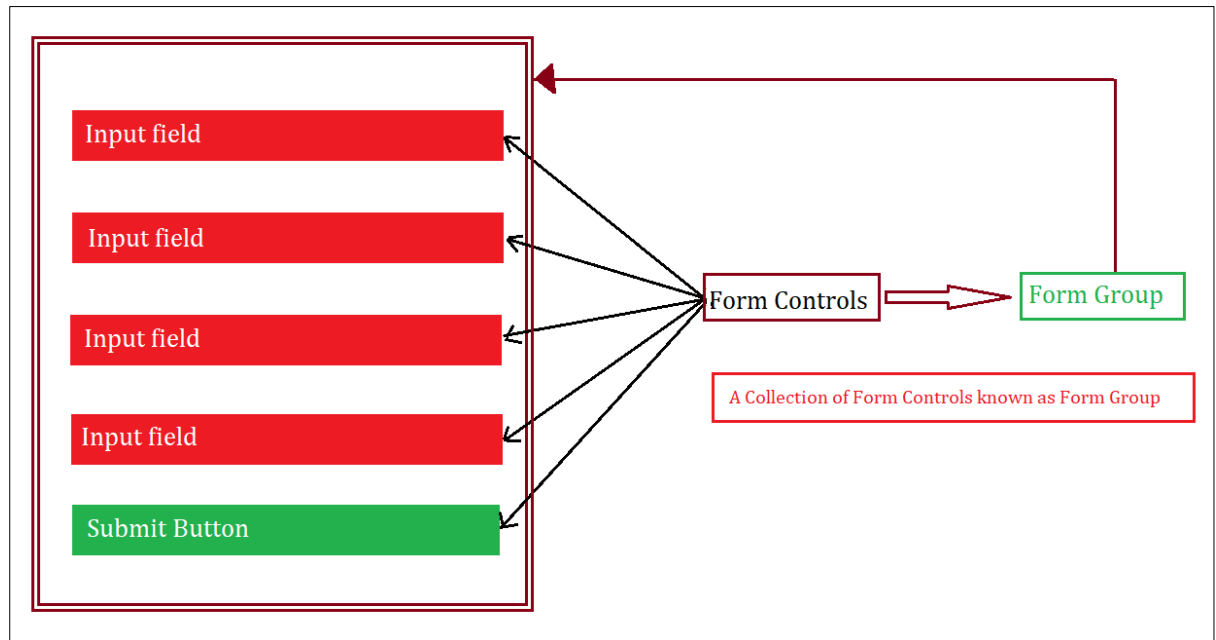 Input field
Input field
Input field
Input field
Submit Button
Form Controls
Form Group
A Collection of Form Controls known as Form Group